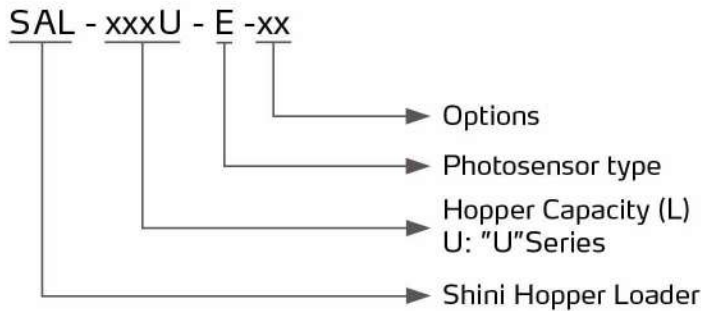 SAL - xxxU - E -xx
Options
Photosensor type
Hopper Capacity (L)
U: "U"Series
Shini Hopper Loader